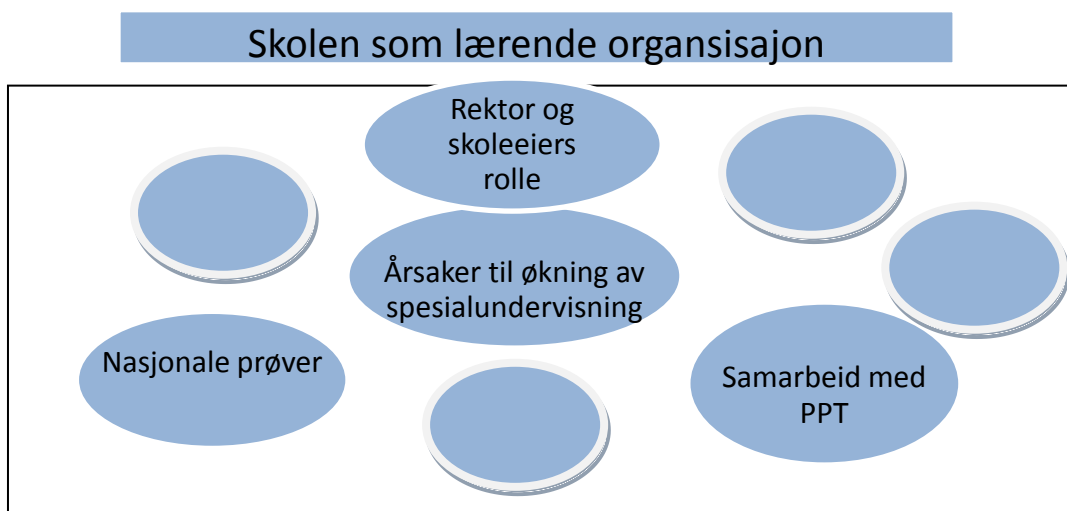 Skolen som lærende organsisajon
Rektor og
skoleeiers
rolle
Årsaker til økning av
spesialundervisning
Nasjonale prøver
Samarbeid med
PPT